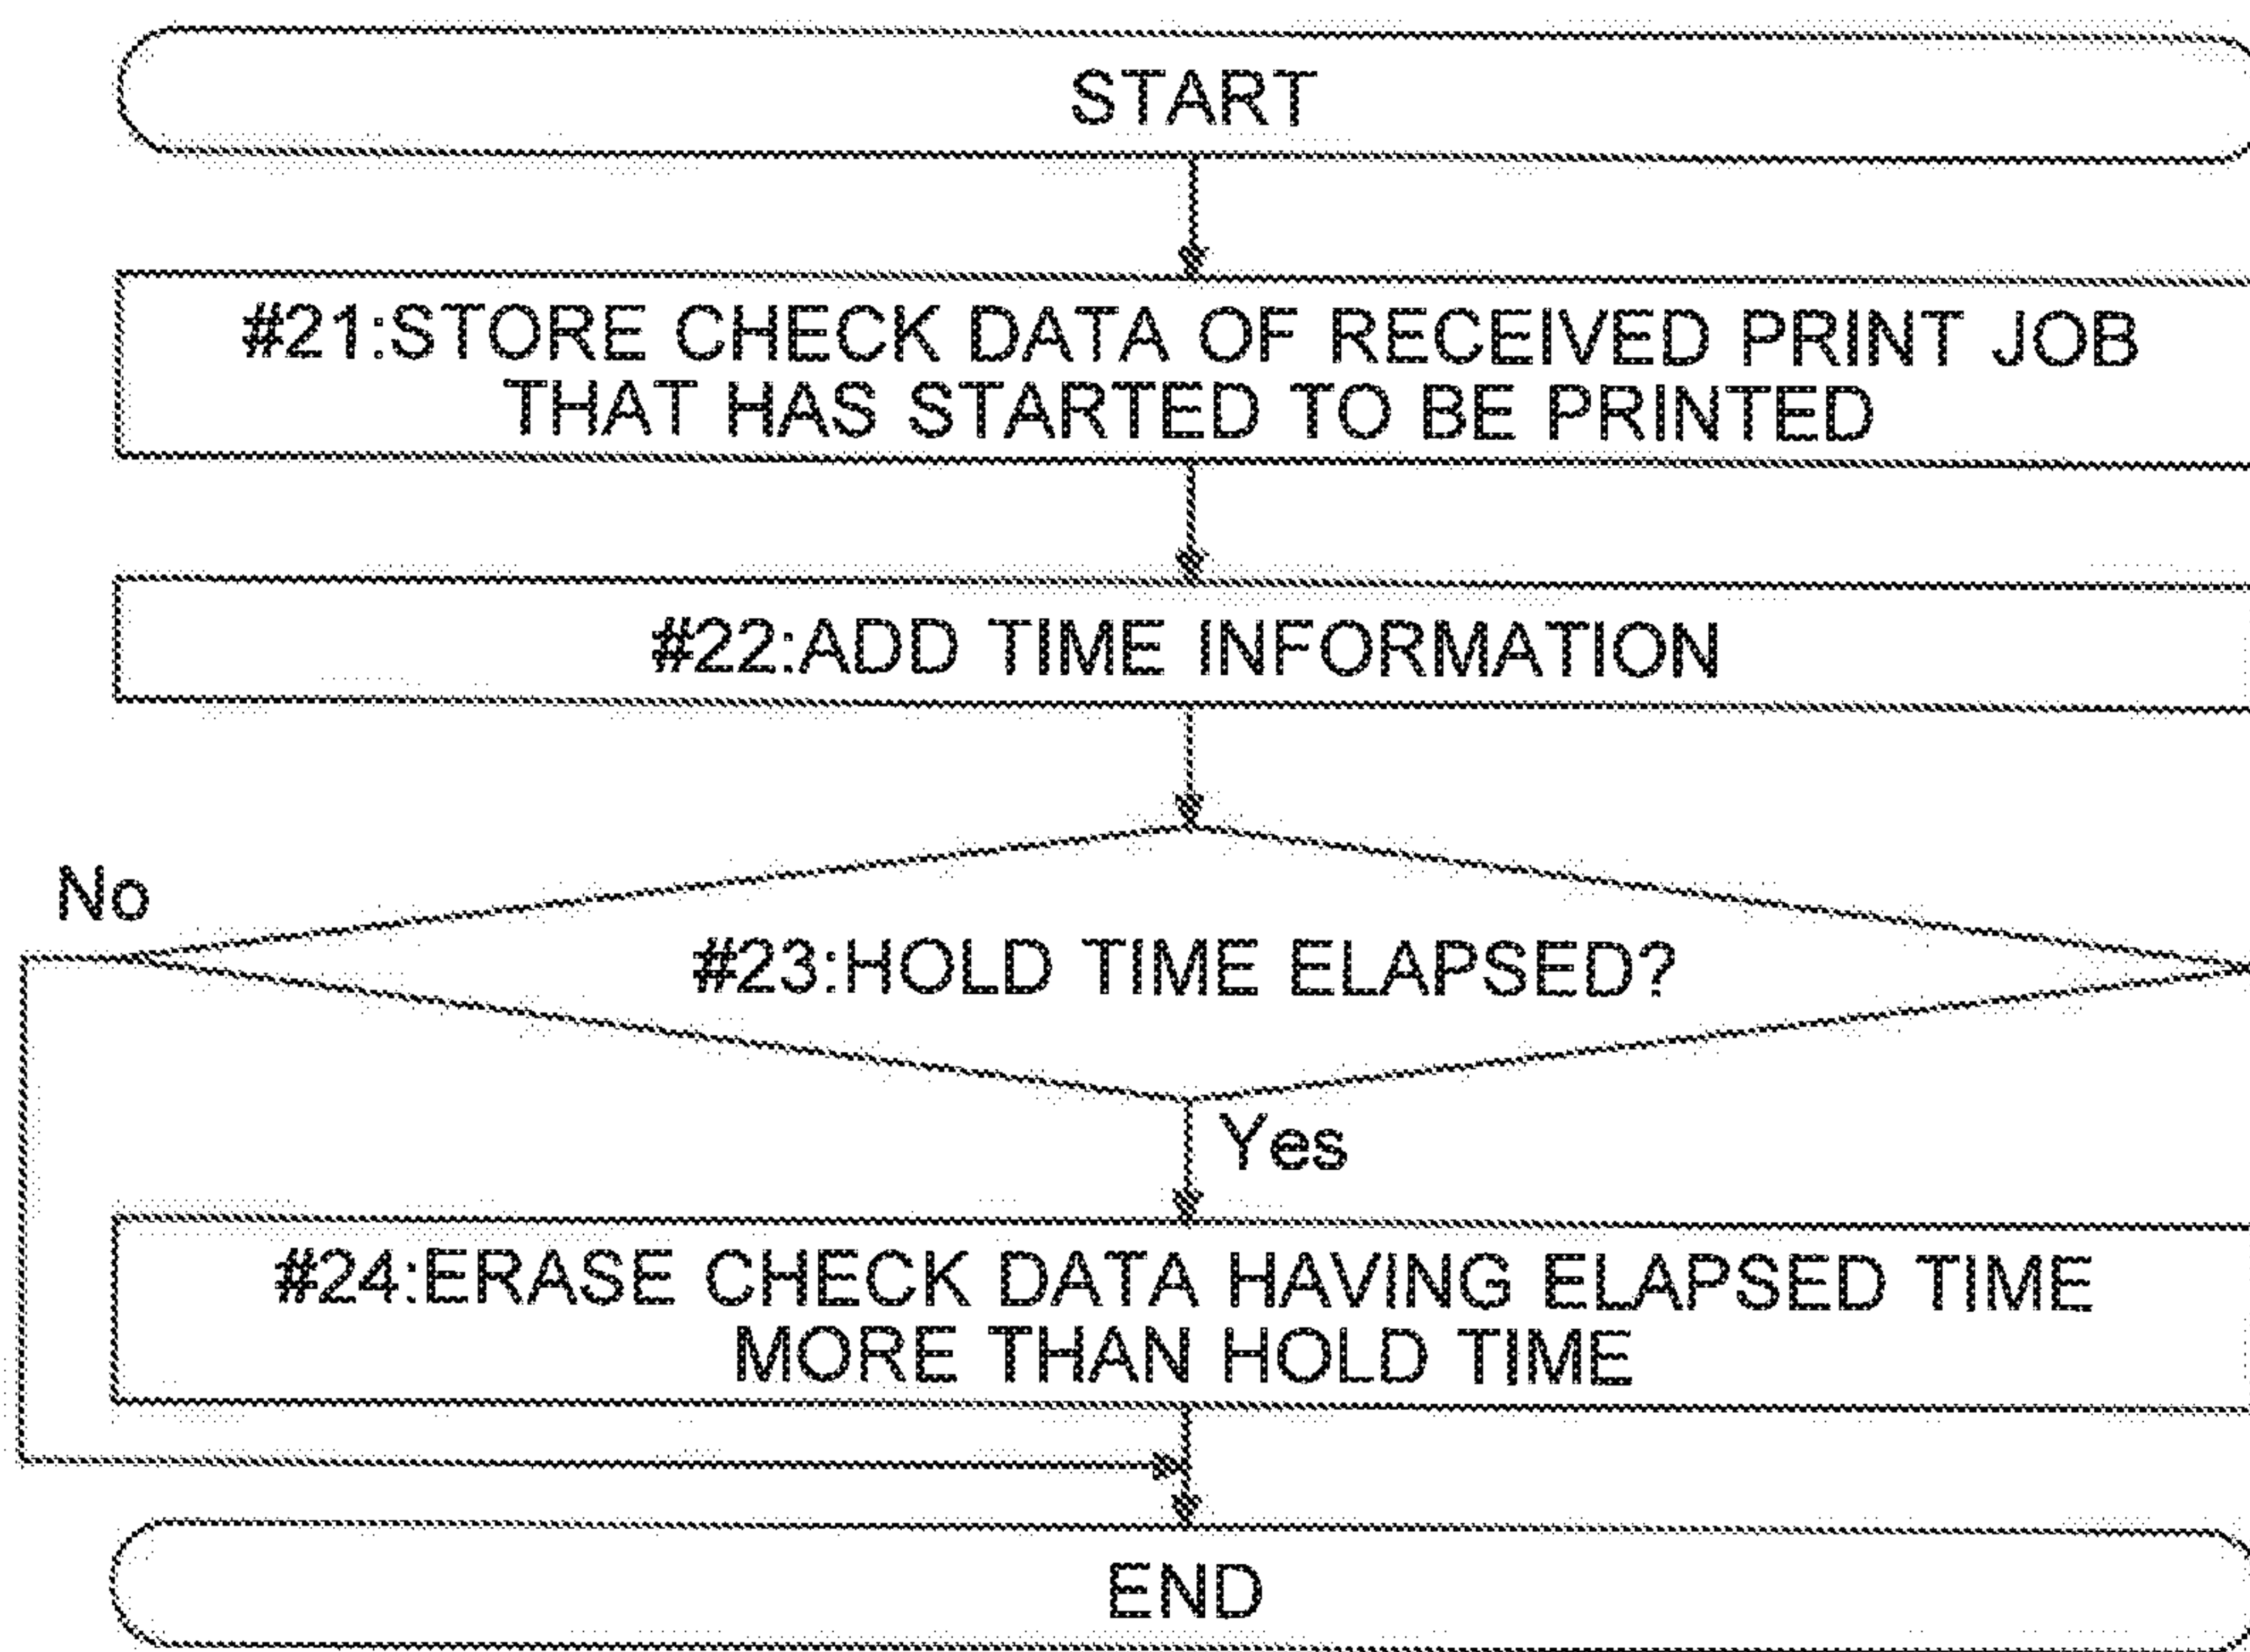 START
#21:STORE CHECK DATA OF RECEIVED PRINT JOB
THAT HAS STARTED TO BE PRINTED
#22:ADD TIME INFORMATION
No
#23:HOLD TIME ELAPSED?
Yes
#24:ERASE CHECK DATA HAVING ELAPSED TIME
MORE THAN HOLD TIME
END